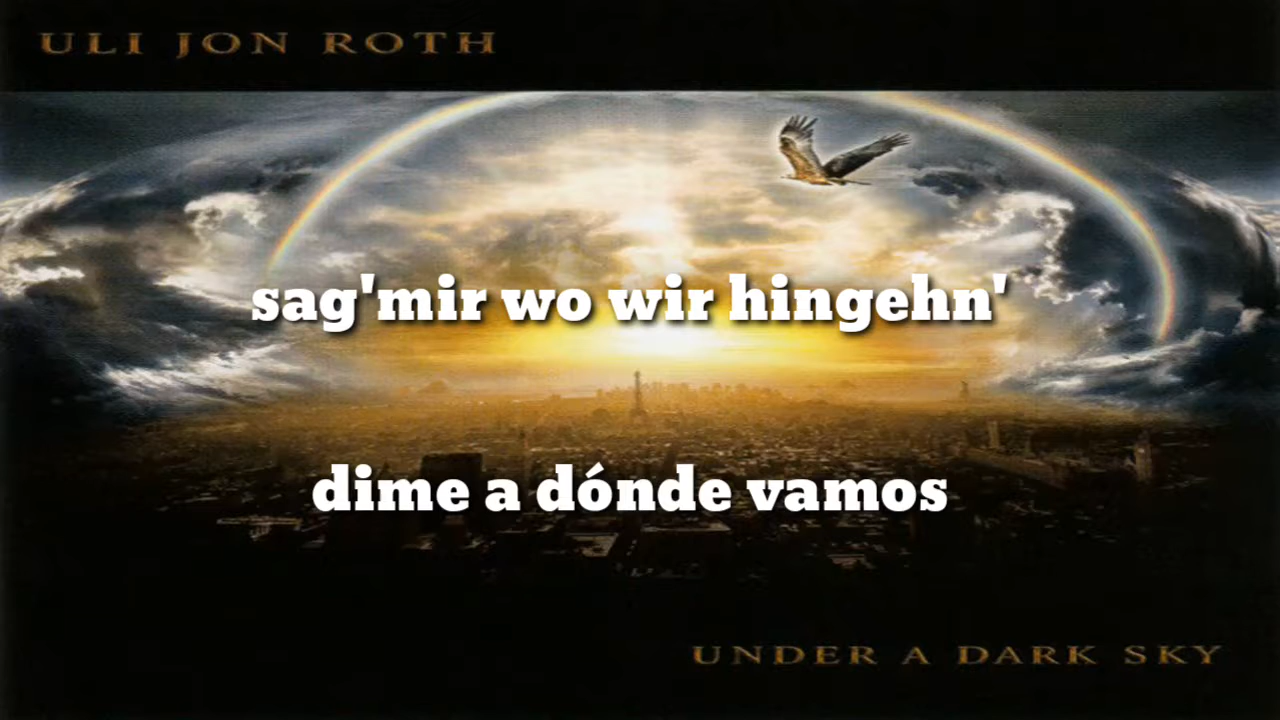 ULI JON ROTH
sag'mir wo wir hingehn'
dime a dónde vamos
UNDER A DARK SKY